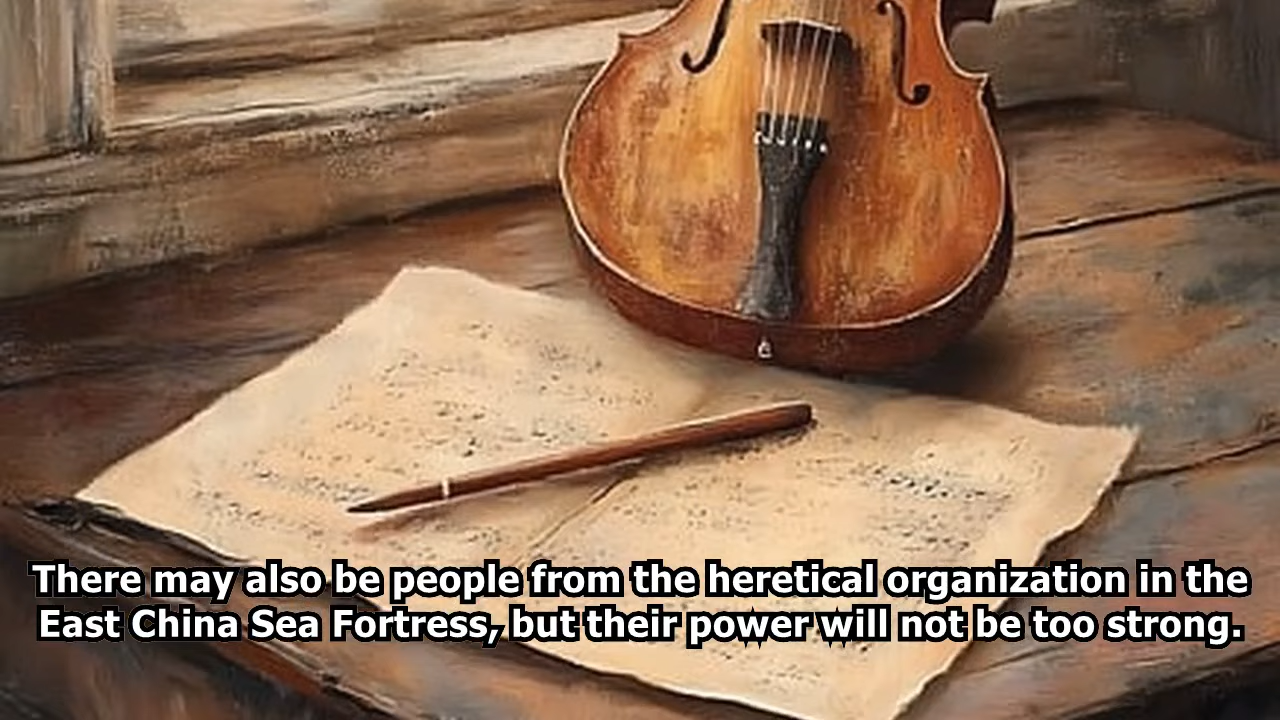 There may also be people from the heretical organization in the
East China Sea Fortress, but their power will not be too strong.